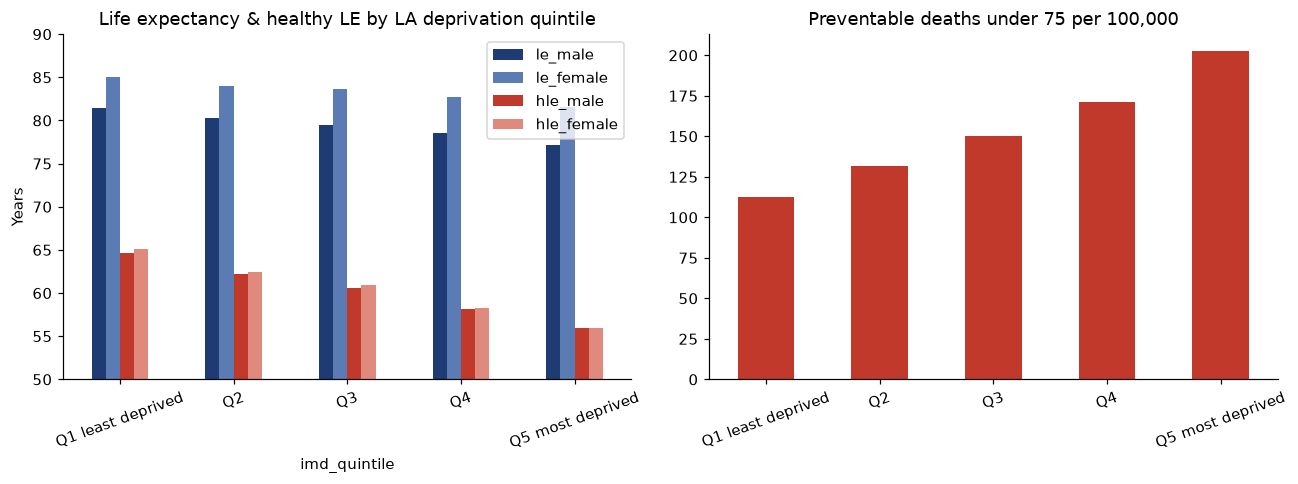 Life expectancy & healthy LE by LA deprivation quintile
Years
90
85
80
75
70
65
60
55
50
le_male
le_female
hle_male
hle_female
Q1 least deprived
Q2
Q3
Q4
Q5 most deprived
imd_quintile
Preventable deaths under 75 per 100,000
200
175
150
125
100
75
50
25
0
Q1 least deprived
Q2
Q3
Q4
Q5 most deprived